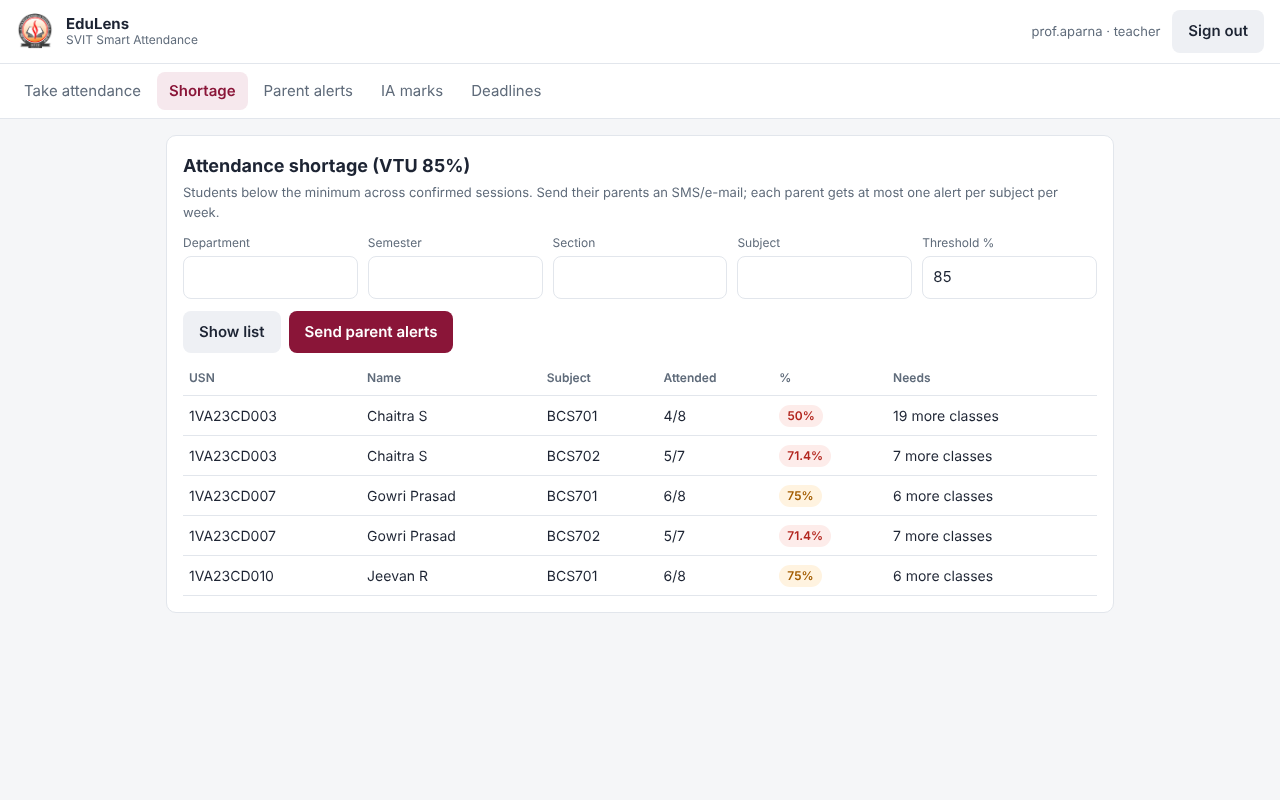 EduLens
SVIT Smart Attendance
prof.aparna · teacher
Sign out
Take attendance
Shortage
Parent alerts
IA marks
Deadlines
Attendance shortage (VTU 85%)
Students below the minimum across confirmed sessions. Send their parents an SMS/e-mail; each parent gets at most one alert per subject per
week.
Department
Semester
Section
Subject
Threshold %
85
Show list
Send parent alerts
USN Name Subject Attended % Needs
1VA23CD003 Chaitra S BCS701 4/8 50% 19 more classes
1VA23CD003 Chaitra S BCS702 5/7 71.4% 7 more classes
1VA23CD007 Gowri Prasad BCS701 6/8 75% 6 more classes
1VA23CD007 Gowri Prasad BCS702 5/7 71.4% 7 more classes
1VA23CD010 Jeevan R BCS701 6/8 75% 6 more classes